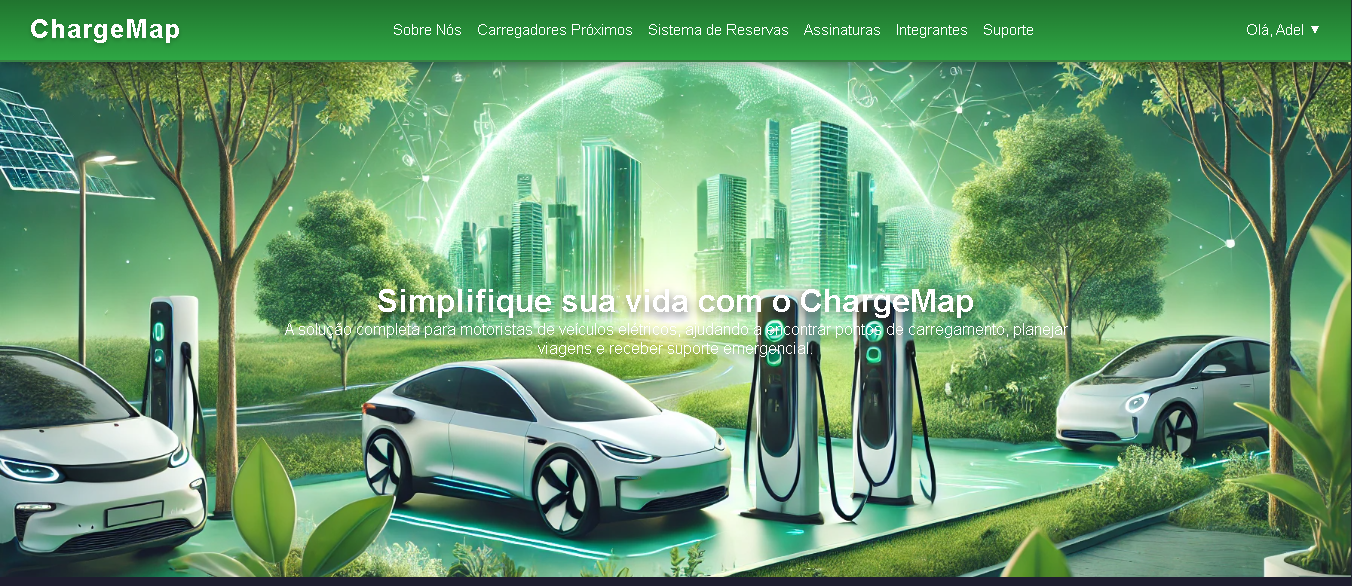 ChargeMap
Sobre Nós Carregadores Próximos Sistema de Reservas Assinaturas Integrantes Suporte
Olá, Adel ▼
Simplifique sua vida com o ChargeMap
A solução completa para motoristas de veículos elétricos, ajudando a encontrar pontos de carregamento, planejar
viagens e receber suporte emergencial.